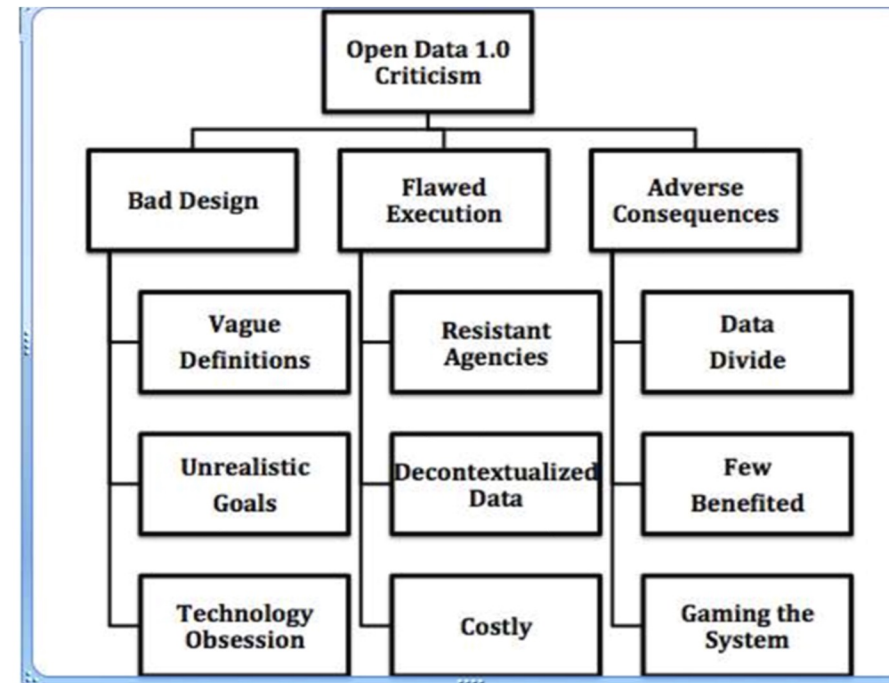 Open Data 1.0
Criticism
Bad Design
Flawed
Execution
Adverse
Consequences
Vague
Definitions
Resistant
Agencies
Data
Divide
Unrealistic
Goals
Decontextualized
Data
Few
Benefited
Technology
Obsession
Costly
Gaming the
System